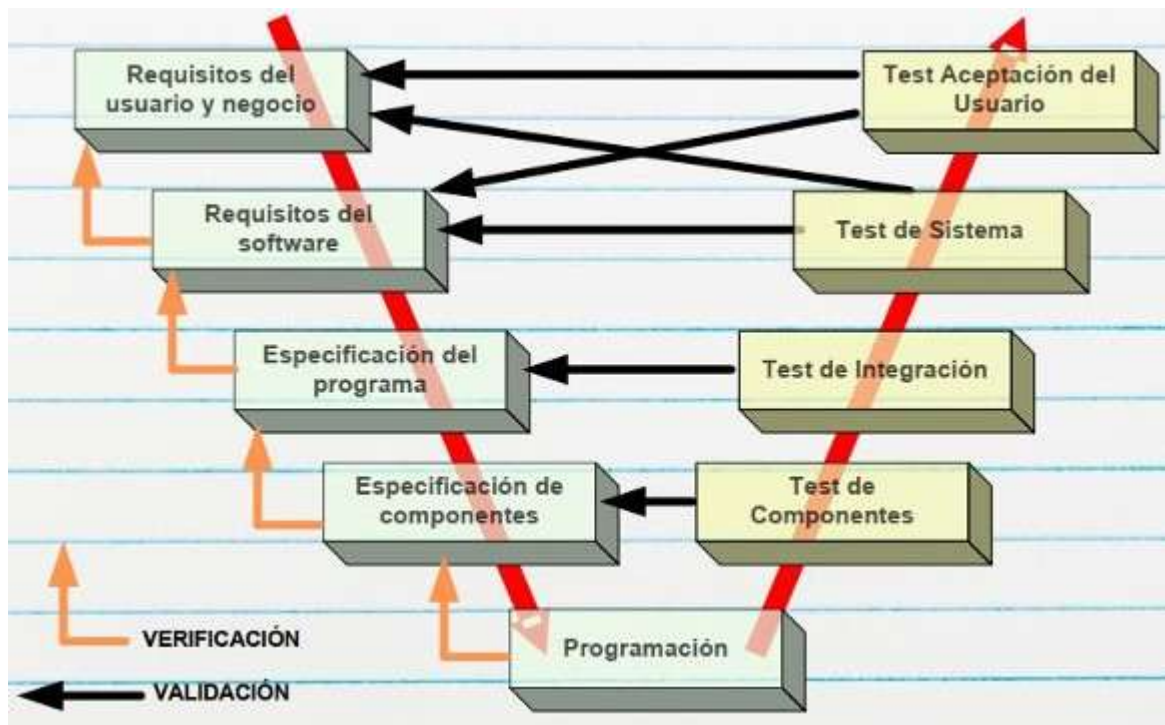 Requisitos del
usuario y negocio
Test Aceptación del
Usuario
Requisitos del
software
Test de Sistema
Especificación del
programa
Test de Integración
Especificación de
componentes
Test de
Componentes
Programación
VERIFICACIÓN
VALIDACIÓN